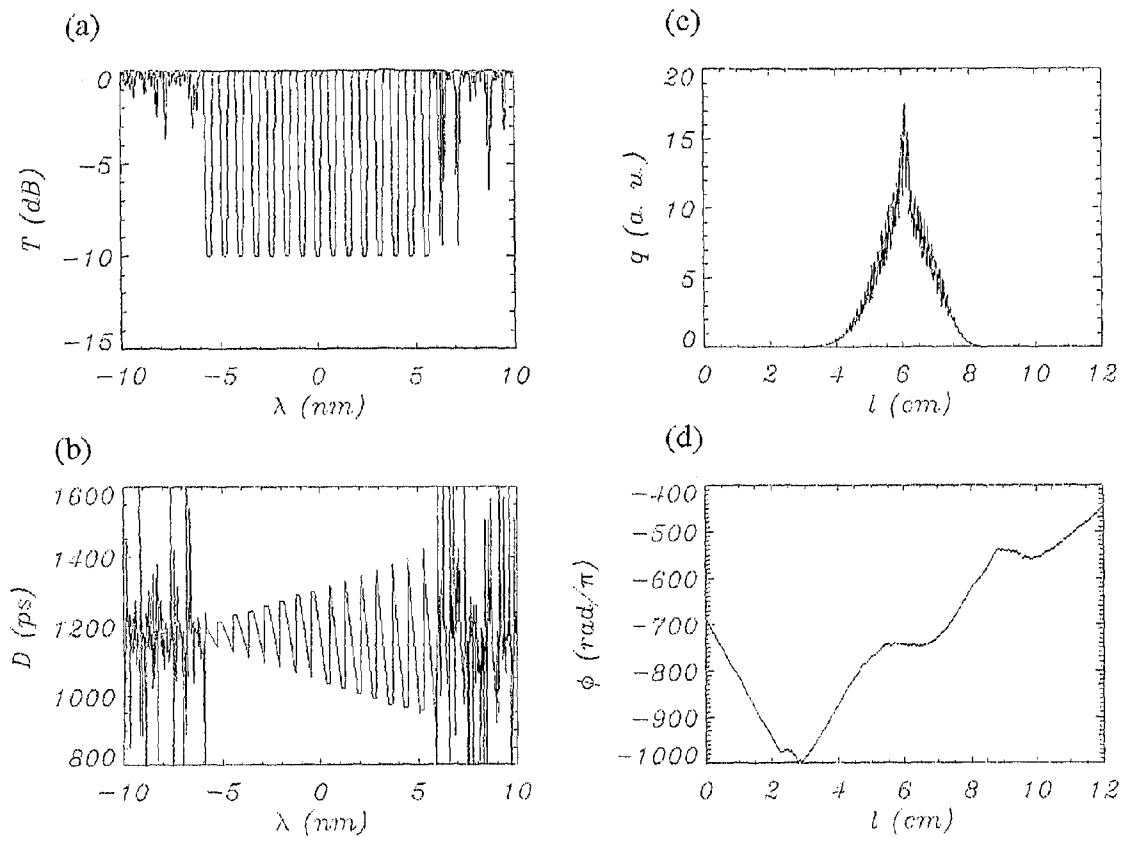 (a)
0
−5
−10
−15
T (dB)
−10 −5 0 5 10
λ (nm)
(b)
1600
1400
1200
1000
800
D (ps)
−10 −5 0 5 10
λ (nm)
(c)
20
15
10
5
0
q (a. u.)
0 2 4 6 8 10 12
l (cm)
(d)
−400
−500
−600
−700
−800
−900
−1000
φ (rad/π)
0 2 4 6 8 10 12
l (cm)